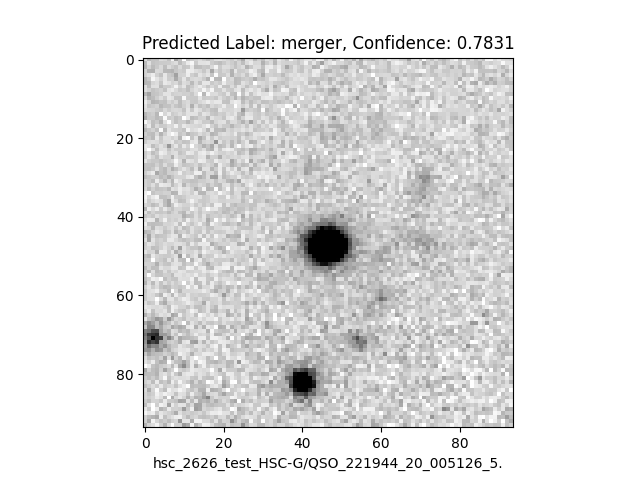 Predicted Label: merger, Confidence: 0.7831
0
20
40
60
80
0 20 40 60 80
hsc_2626_test_HSC-G/QSO_221944_20_005126_5.